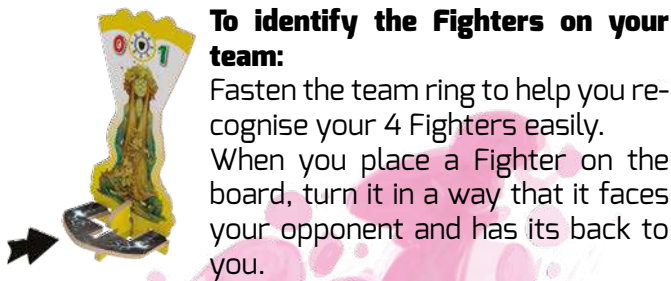 0 1
To identify the Fighters on your
team:
Fasten the team ring to help you re-
cognise your 4 Fighters easily.
When you place a Fighter on the
board, turn it in a way that it faces
your opponent and has its back to
you.